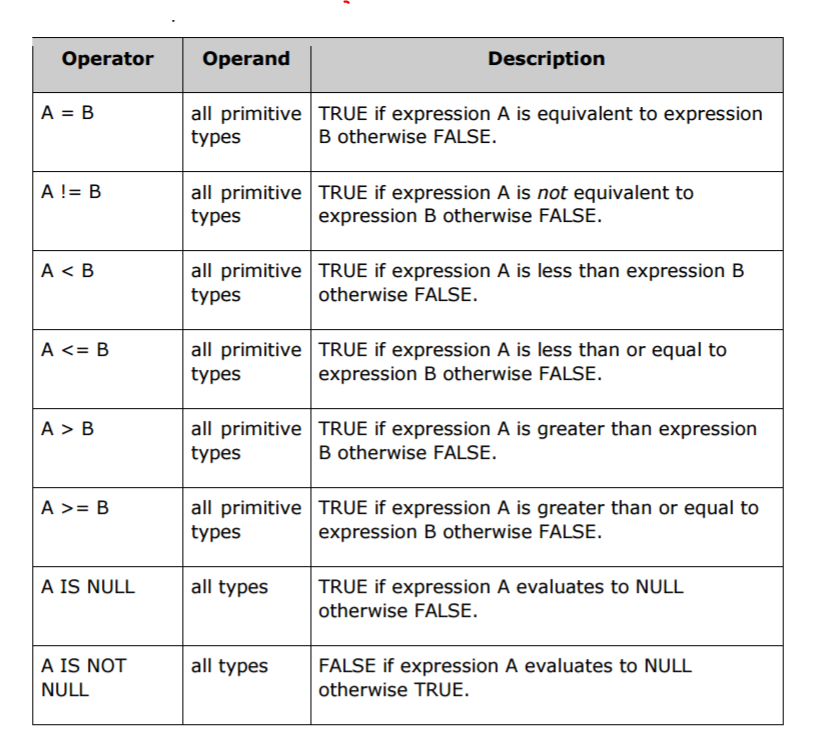 Operator Operand Description
A = B all primitive TRUE if expression A is equivalent to expression
types B otherwise FALSE.
A != B all primitive TRUE if expression A is not equivalent to
types expression B otherwise FALSE.
A < B all primitive TRUE if expression A is less than expression B
types otherwise FALSE.
A <= B all primitive TRUE if expression A is less than or equal to
types expression B otherwise FALSE.
A > B all primitive TRUE if expression A is greater than expression
types B otherwise FALSE.
A >= B all primitive TRUE if expression A is greater than or equal to
types expression B otherwise FALSE.
A IS NULL all types TRUE if expression A evaluates to NULL
otherwise FALSE.
A IS NOT all types FALSE if expression A evaluates to NULL
NULL otherwise TRUE.